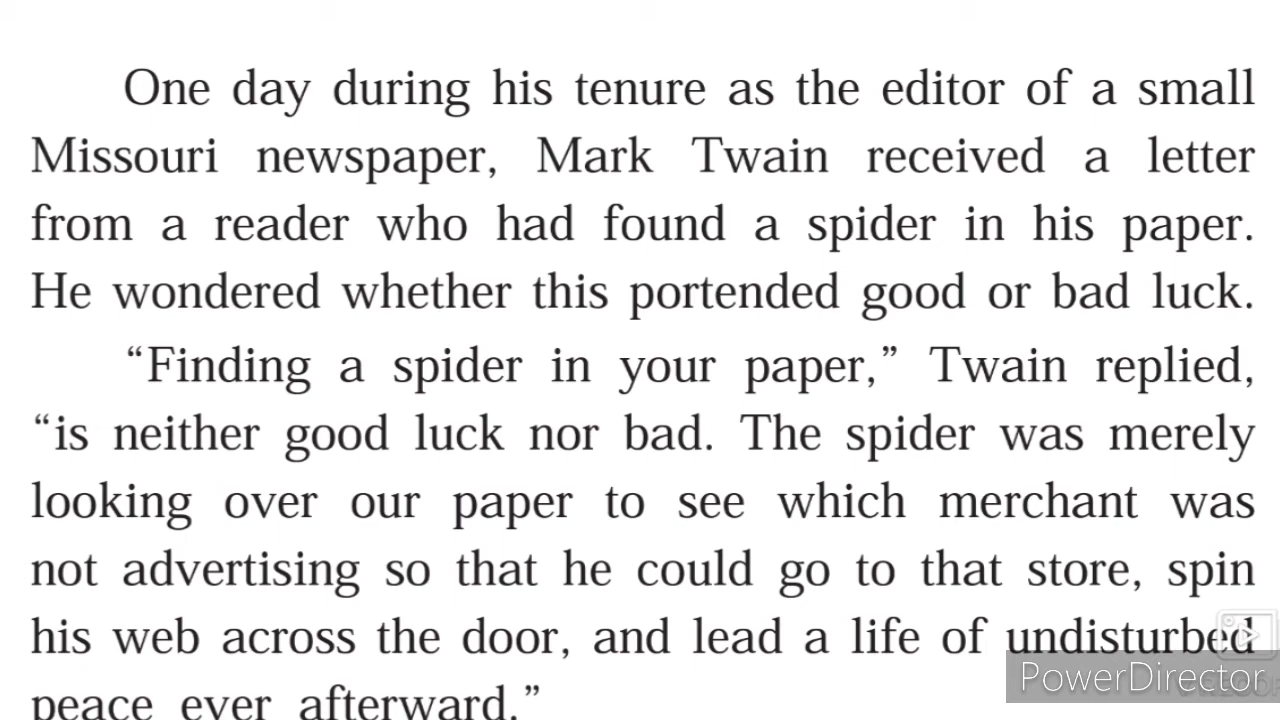 One day during his tenure as the editor of a small
Missouri newspaper, Mark Twain received a letter
from a reader who had found a spider in his paper.
He wondered whether this portended good or bad luck.
“Finding a spider in your paper,” Twain replied,
“is neither good luck nor bad. The spider was merely
looking over our paper to see which merchant was
not advertising so that he could go to that store, spin
his web across the door, and lead a life of undisturbed
peace ever afterward.”
PowerDirector